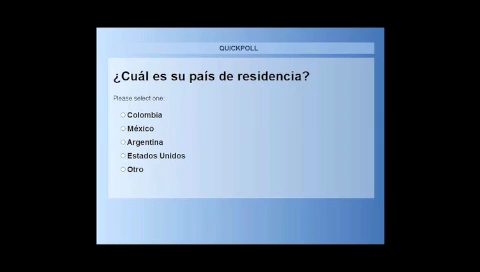 QUICKPOLL
¿Cuál es su país de residencia?
Please select one:
Colombia
México
Argentina
Estados Unidos
Otro